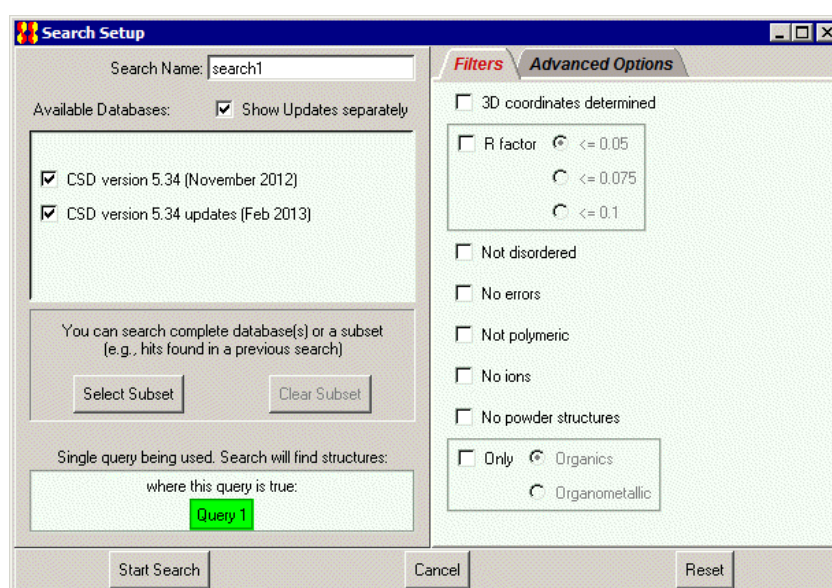 Search Setup
Search Name: search1
Available Databases: Show Updates separately
CSD version 5.34 (November 2012)
CSD version 5.34 updates (Feb 2013)
You can search complete database(s) or a subset
(e.g., hits found in a previous search)
Select Subset Clear Subset
Single query being used. Search will find structures:
where this query is true:
Query 1
Filters Advanced Options
3D coordinates determined
R factor <= 0.05
<= 0.075
<= 0.1
Not disordered
No errors
Not polymeric
No ions
No powder structures
Only Organics
Organometallic
Start Search Cancel Reset